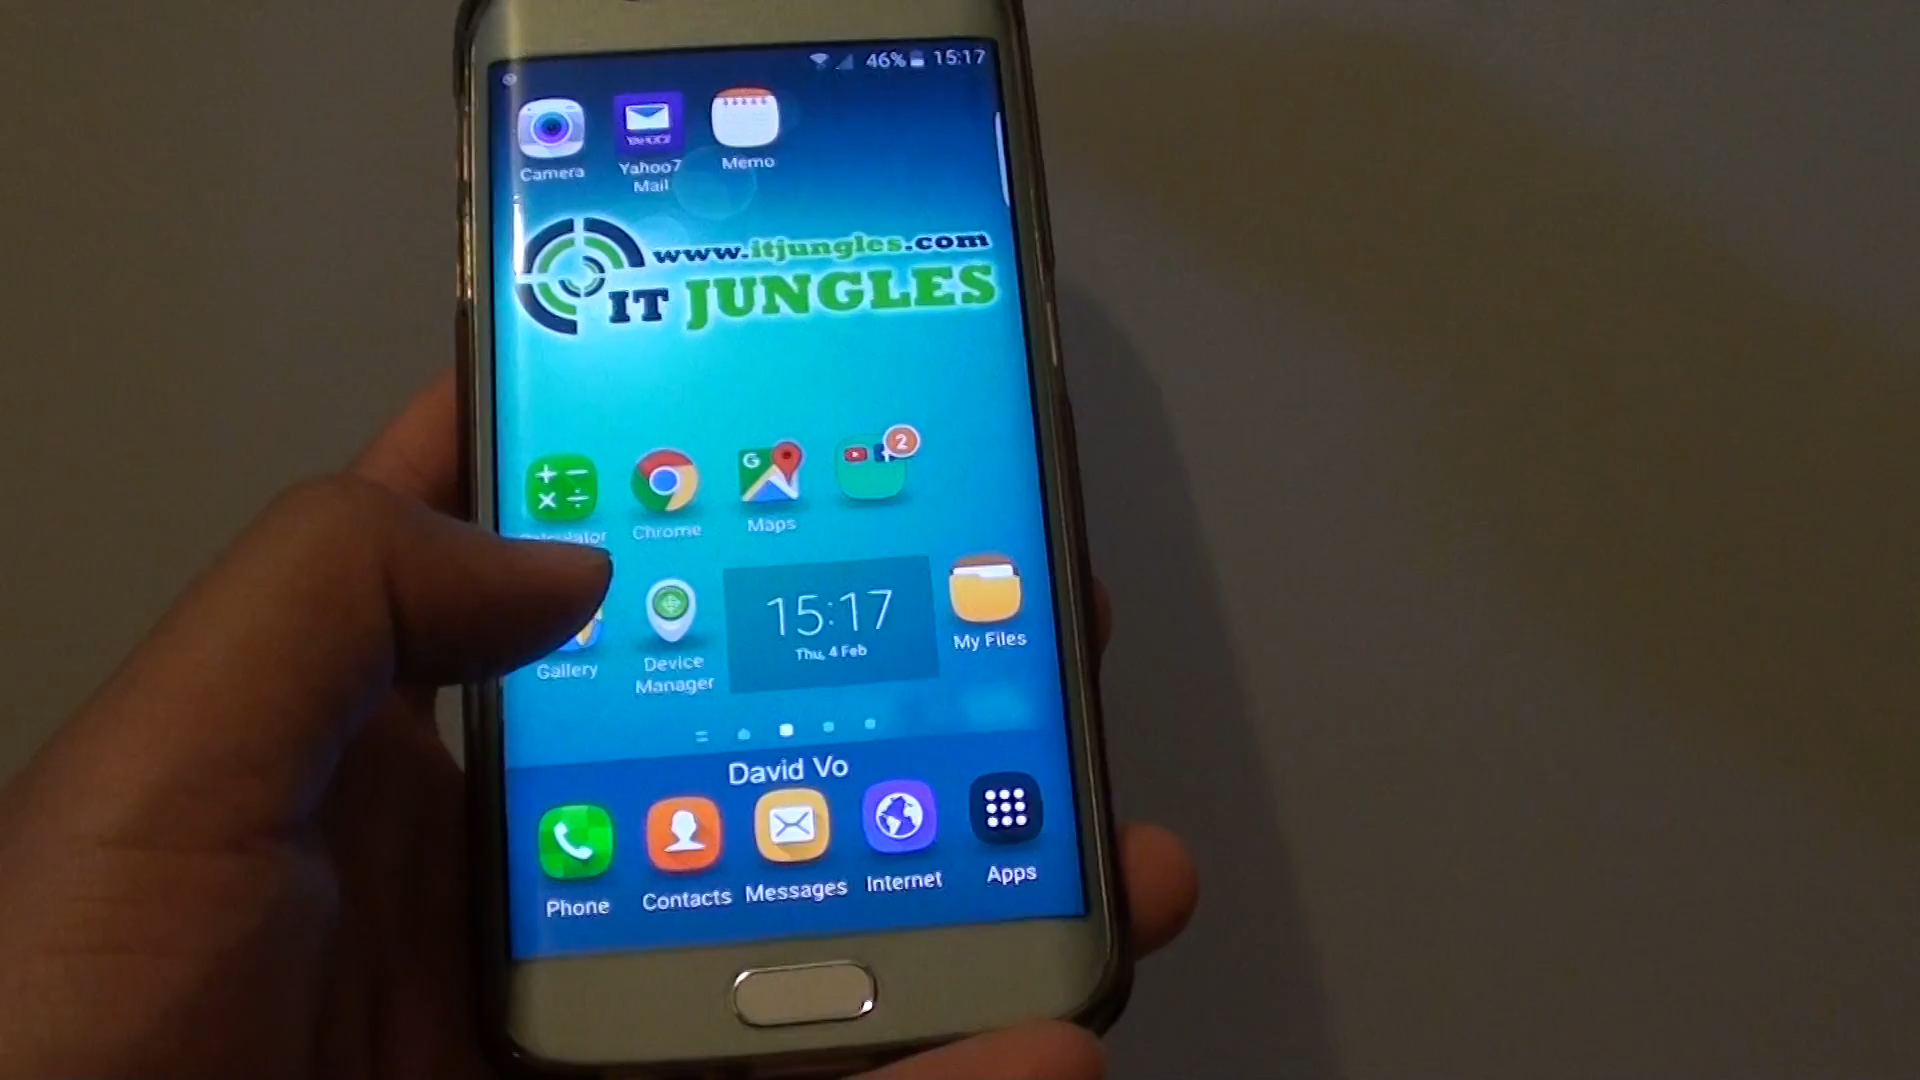 46% 15:17
Camera
Yahoo7
Mail
Memo
www.itjungles.com
IT JUNGLES
2
Calculator
Chrome
Maps
15:17
Thu, 4 Feb
Gallery
Device
Manager
My Files
David Vo
Phone
Contacts
Messages
Internet
Apps